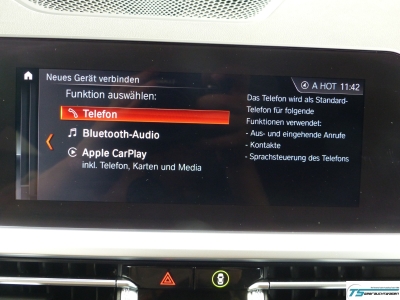 Neues Gerät verbinden
A HOT 11:42
Funktion auswählen:
Telefon
Bluetooth-Audio
Apple CarPlay
inkl. Telefon, Karten und Media
Das Telefon wird als Standard-
Telefon für folgende
Funktionen verwendet:
- Aus- und eingehende Anrufe
- Kontakte
- Sprachsteuerung des Telefons
TS